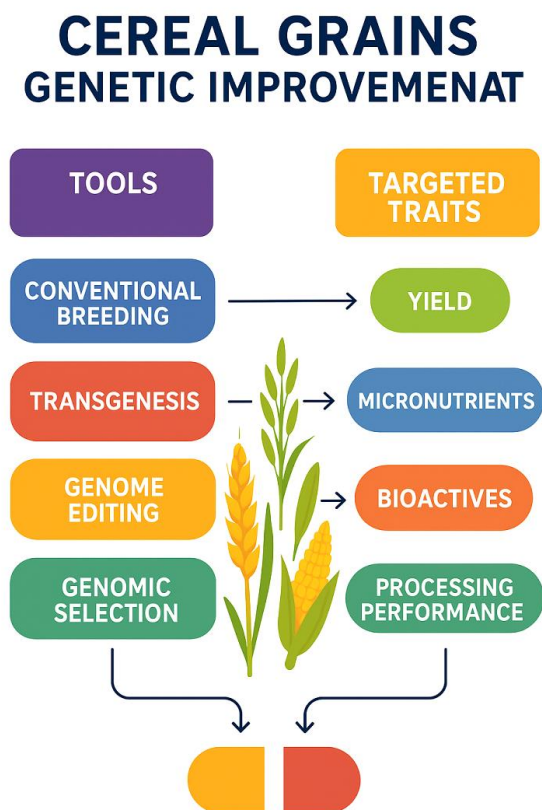 CEREAL GRAINS
GENETIC IMPROVEMENAT
TOOLS
TARGETED
TRAITS
CONVENTIONAL
BREEDING
YIELD
TRANSGENESIS
MICRONUTRIENTS
GENOME
EDITING
BIOACTIVES
GENOMIC
SELECTION
PROCESSING
PERFORMANCE